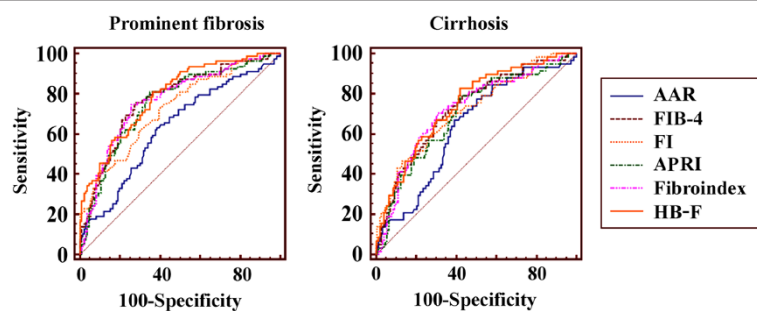 Prominent fibrosis
100
80
60
40
20
0
Sensitivity
0 40 80
100-Specificity
Cirrhosis
100
80
60
40
20
0
Sensitivity
0 40 80
100-Specificity
AAR
FIB-4
FI
APRI
Fibroindex
HB-F